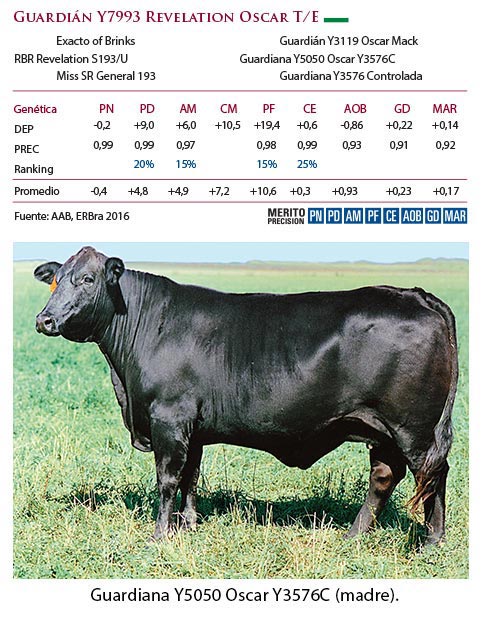 Guardián Y7993 Revelation Oscar T/E
Exacto of Brinks Guardián Y3119 Oscar Mack
RBR Revelation S193/U Guardiana Y5050 Oscar Y3576C
Miss SR General 193 Guardiana Y3576 Controlada
Genética PN PD AM CM PF CE AOB GD MAR
DEP -0,2 +9,0 +6,0 +10,5 +19,4 +0,6 -0,86 +0,22 +0,14
PREC 0,99 0,99 0,97 0,98 0,99 0,93 0,91 0,92
Ranking 20% 15% 15% 25%
Promedio -0,4 +4,8 +4,9 +7,2 +10,6 +0,3 +0,93 +0,23 +0,17
Fuente: AAB, ERBra 2016 MERITO PRECISION PN PD AM PF CE AOB GD MAR
Guardiana Y5050 Oscar Y3576C (madre).